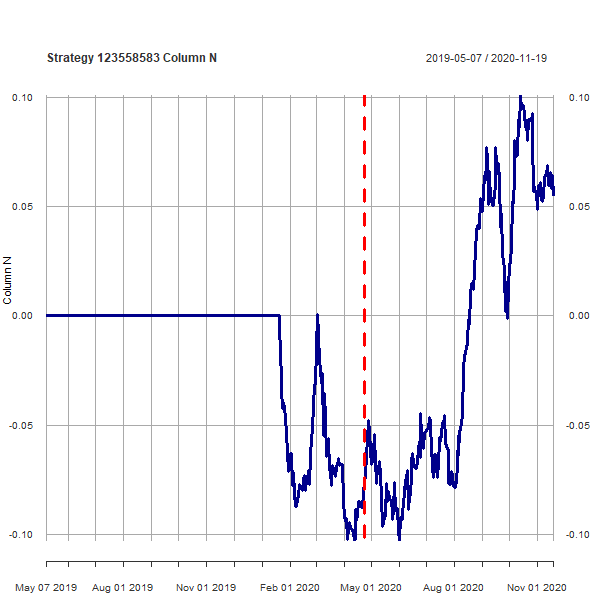 Strategy 123558583 Column N
2019-05-07 / 2020-11-19
0.10
0.10
0.05
0.05
Column N
0.00
0.00
-0.05
-0.05
-0.10
-0.10
May 07 2019
Aug 01 2019
Nov 01 2019
Feb 01 2020
May 01 2020
Aug 01 2020
Nov 01 2020